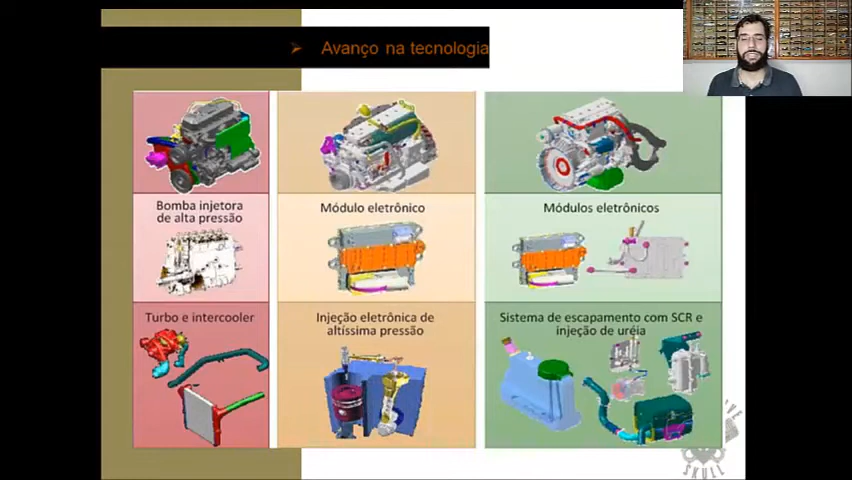 Avanço na tecnologia
Bomba injetora
de alta pressão
Módulo eletrônico
Módulos eletrônicos
Turbo e intercooler
Injeção eletrônica de
altíssima pressão
Sistema de escapamento com SCR e
injeção de uréia
SKULL